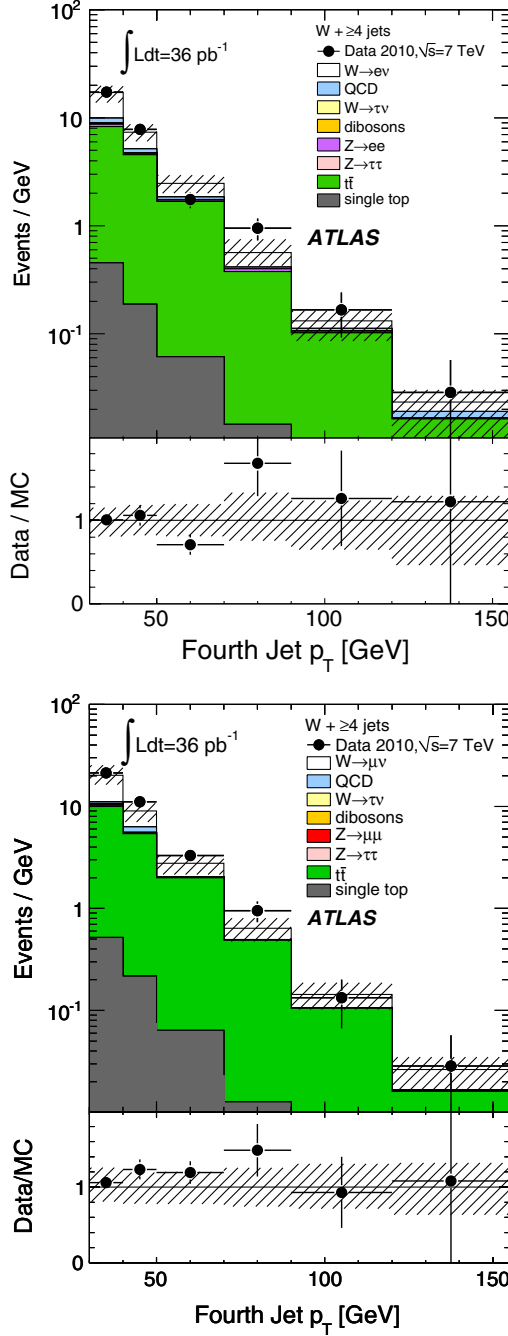 10²
∫Ldt=36 pb⁻¹
W + ≥4 jets
Data 2010,√s=7 TeV
W→eν
QCD
W→τν
dibosons
Z→ee
Z→ττ
tt̄
single top
ATLAS
10
1
10⁻¹
Events / GeV
1
0
Data / MC
50 100 150
Fourth Jet p_T [GeV]
10²
∫Ldt=36 pb⁻¹
W + ≥4 jets
Data 2010,√s=7 TeV
W→μν
QCD
W→τν
dibosons
Z→μμ
Z→ττ
tt̄
single top
ATLAS
10
1
10⁻¹
Events / GeV
1
0
Data/MC
50 100 150
Fourth Jet p_T [GeV]